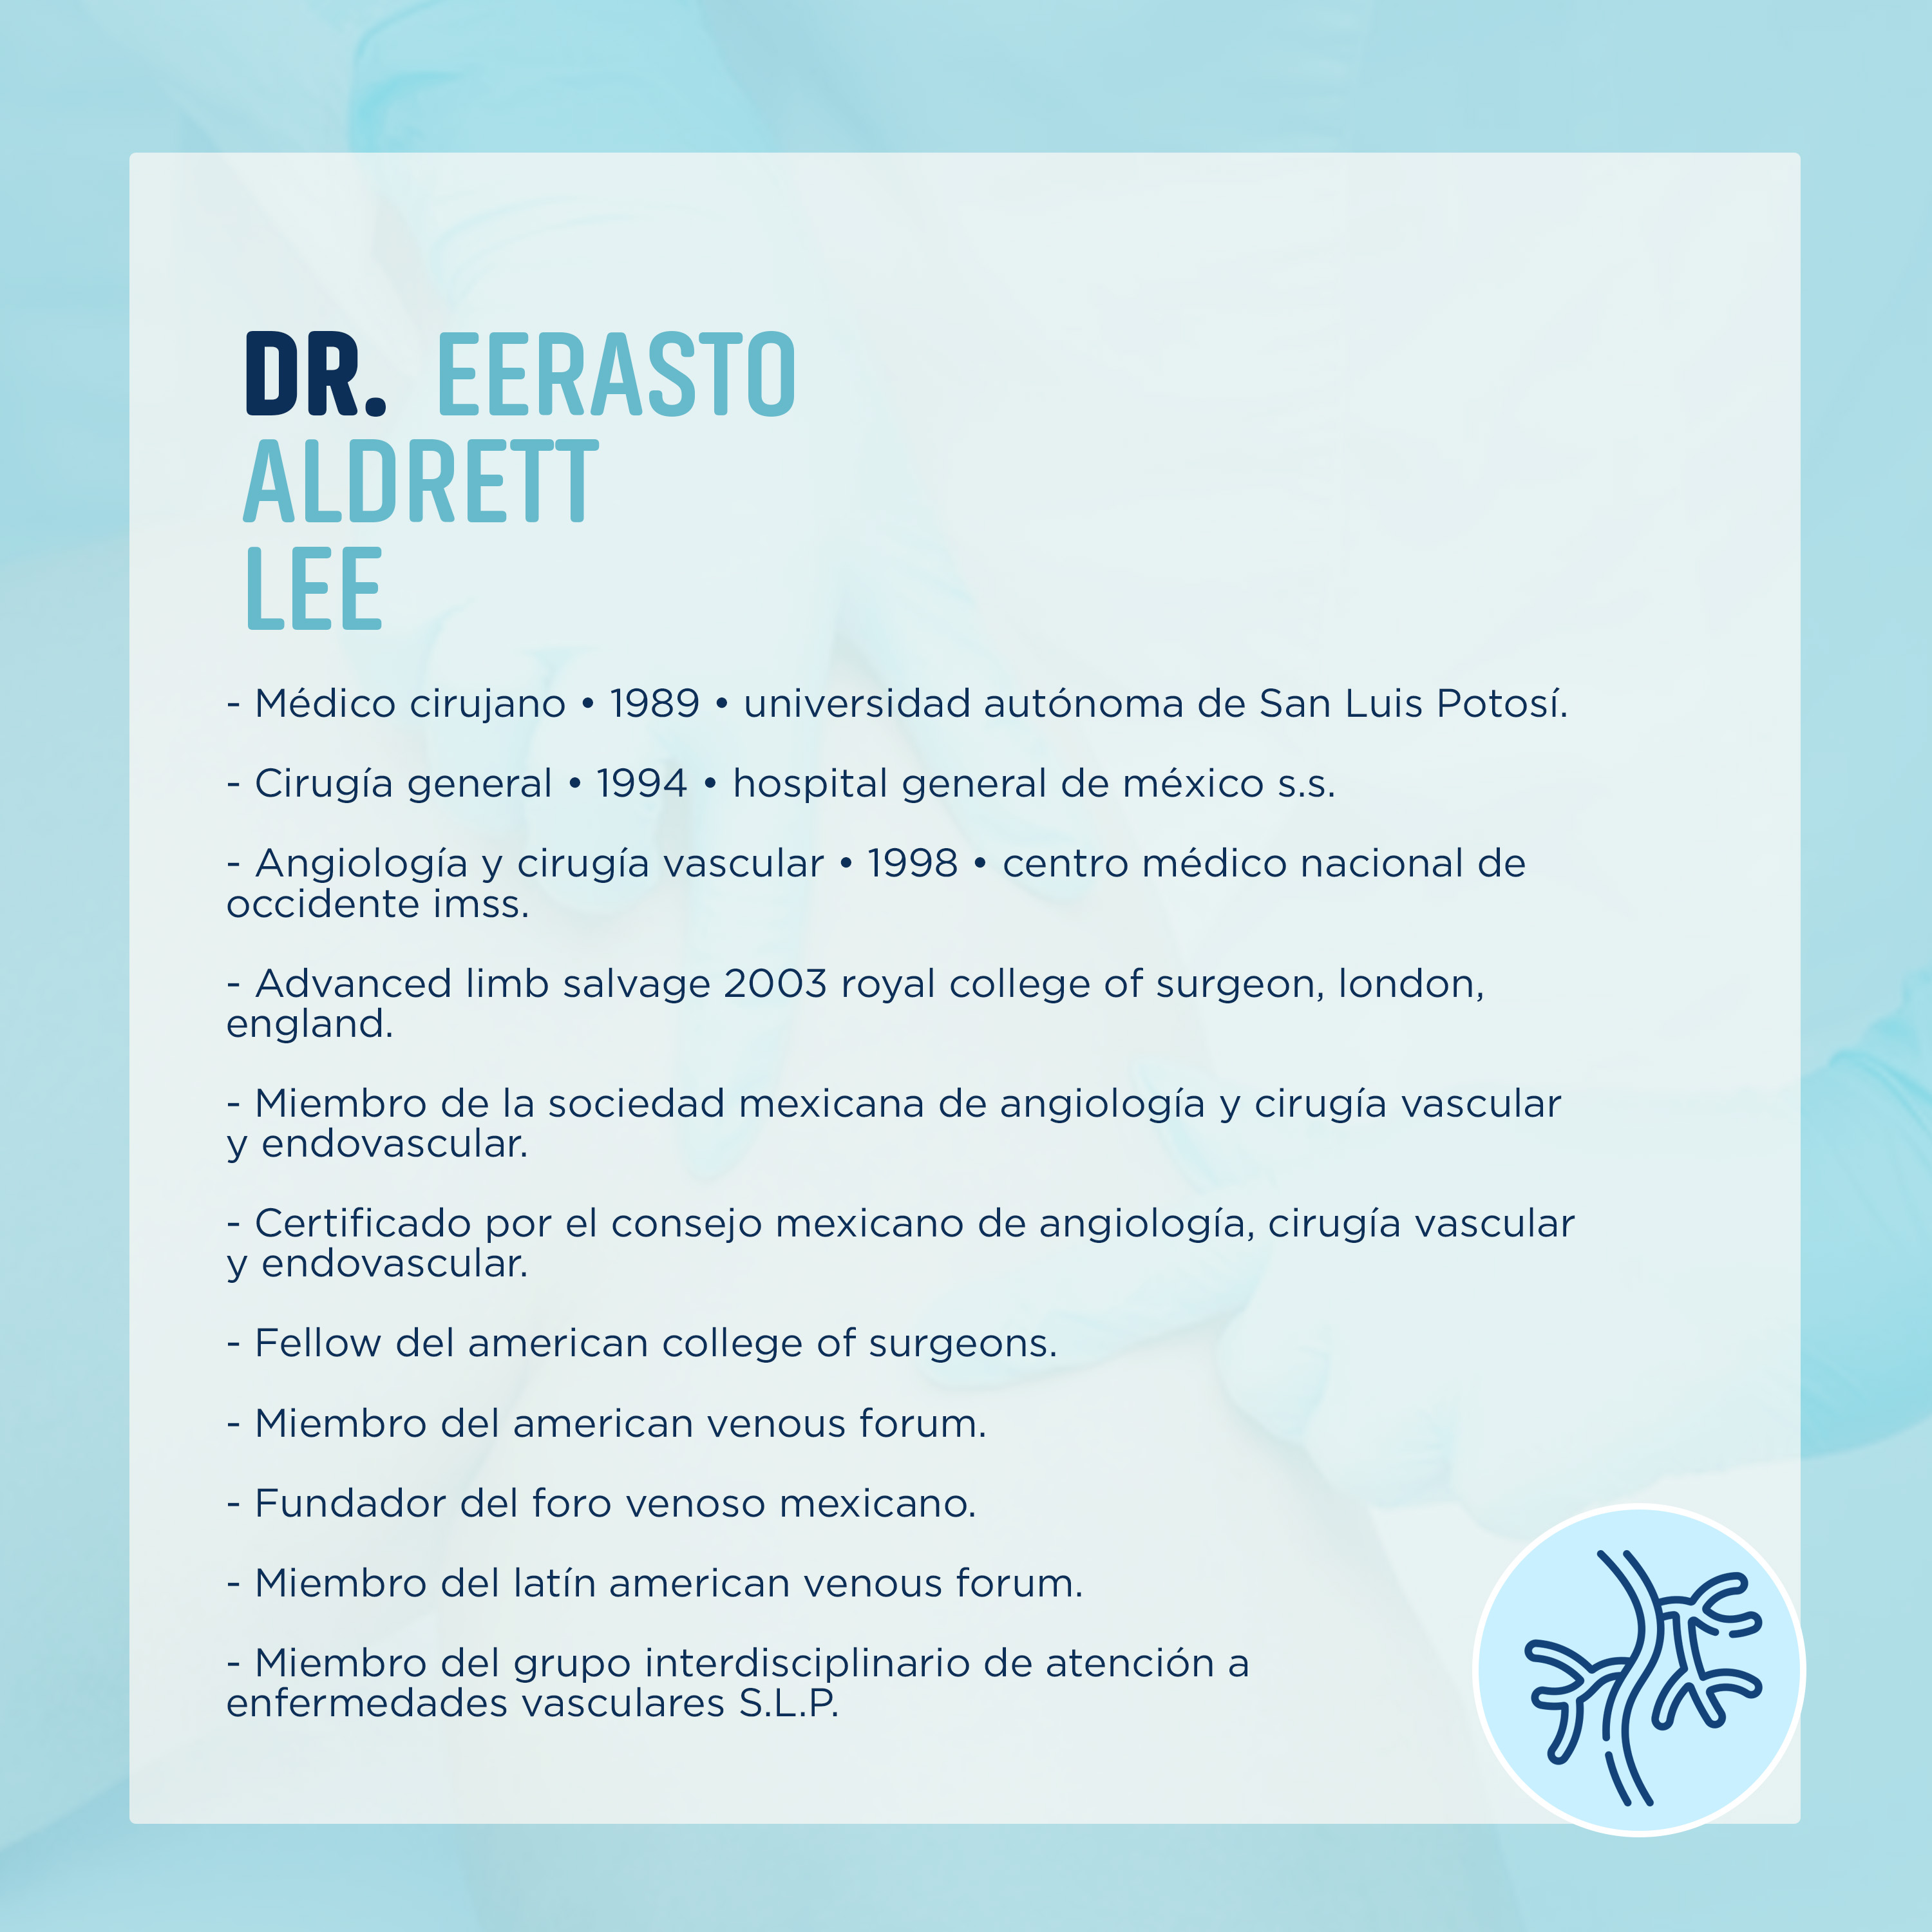 DR. EERASTO
ALDRETT
LEE
- Médico cirujano • 1989 • universidad autónoma de San Luis Potosí.
- Cirugía general • 1994 • hospital general de méxico s.s.
- Angiología y cirugía vascular • 1998 • centro médico nacional de
occidente imss.
- Advanced limb salvage 2003 royal college of surgeon, london,
england.
- Miembro de la sociedad mexicana de angiología y cirugía vascular
y endovascular.
- Certificado por el consejo mexicano de angiología, cirugía vascular
y endovascular.
- Fellow del american college of surgeons.
- Miembro del american venous forum.
- Fundador del foro venoso mexicano.
- Miembro del latín american venous forum.
- Miembro del grupo interdisciplinario de atención a
enfermedades vasculares S.L.P.